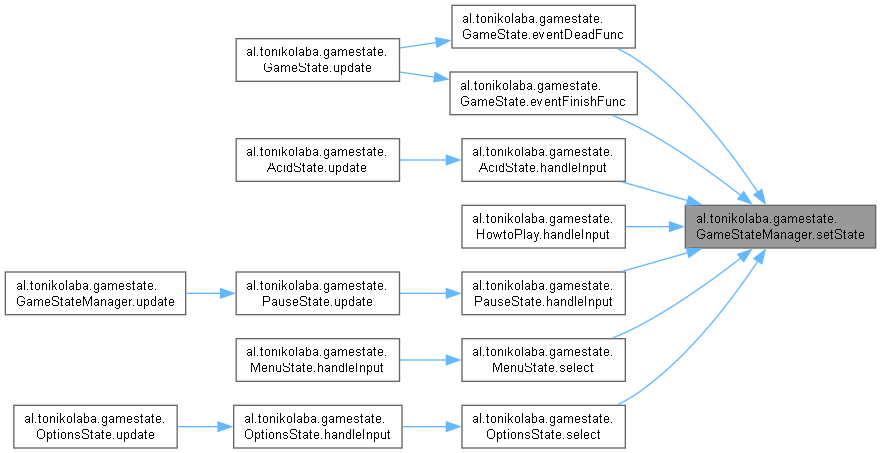 al.tonikolaba.gamestate.
GameState.eventDeadFunc
al.tonikolaba.gamestate.
GameState.update
al.tonikolaba.gamestate.
GameState.eventFinishFunc
al.tonikolaba.gamestate.
AcidState.update
al.tonikolaba.gamestate.
AcidState.handleInput
al.tonikolaba.gamestate.
HowtoPlay.handleInput
al.tonikolaba.gamestate.
GameStateManager.setState
al.tonikolaba.gamestate.
GameStateManager.update
al.tonikolaba.gamestate.
PauseState.update
al.tonikolaba.gamestate.
PauseState.handleInput
al.tonikolaba.gamestate.
MenuState.handleInput
al.tonikolaba.gamestate.
MenuState.select
al.tonikolaba.gamestate.
OptionsState.update
al.tonikolaba.gamestate.
OptionsState.handleInput
al.tonikolaba.gamestate.
OptionsState.select